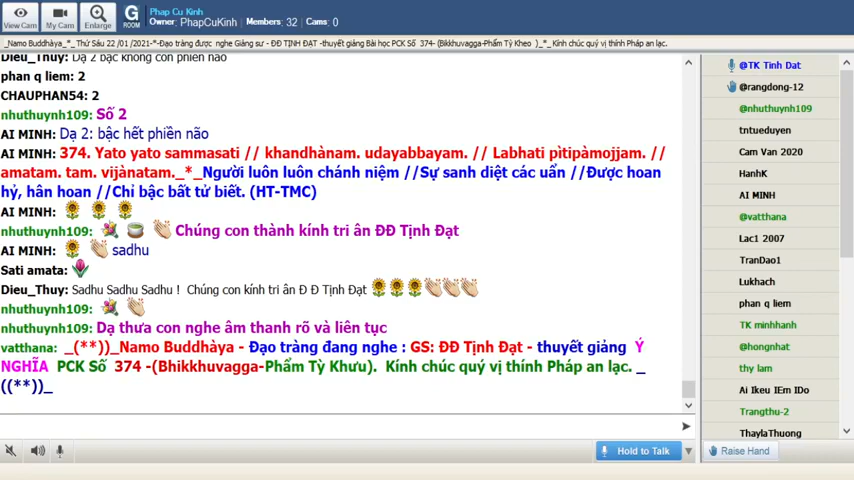 Phap Cu Kinh
Owner: PhapCuKinh Members: 32 Cams: 0
View Cam My Cam Enlarge G ROOM
_Namo Buddhàya_*_ Thứ Sáu 22 /01 /2021-*-Đạo tràng được nghe Giảng sư - ĐĐ TỊNH ĐẠT -thuyết giảng Bài học PCK Số 374- (Bikkhuvagga-Phẩm Tỳ Kheo )_*_ Kính chúc quý vị thính Pháp an lạc.
Dieu_Thuy: Dạ 2 bậc không còn phiền não
phan q liem: 2
CHAUPHAN54: 2
nhuthuynh109: Số 2
AI MINH: Dạ 2: bậc hết phiền não
AI MINH: 374. Yato yato sammasati // khandhànam. udayabbayam. // Labhati pìtipàmojjam. //
amatam. tam. vijànatam._*_Người luôn luôn chánh niệm //Sự sanh diệt các uẩn //Được hoan
hỷ, hân hoan //Chỉ bậc bất tử biết. (HT-TMC)
AI MINH:
nhuthuynh109: Chúng con thành kính tri ân ĐĐ Tịnh Đạt
AI MINH: sadhu
Sati amata:
Dieu_Thuy: Sadhu Sadhu Sadhu ! Chúng con kính tri ân Đ Đ Tịnh Đạt
nhuthuynh109:
nhuthuynh109: Dạ thưa con nghe âm thanh rõ và liên tục
vatthana: _(**))_Namo Buddhàya - Đạo tràng đang nghe : GS: ĐĐ Tịnh Đạt - thuyết giảng Ý
NGHĨA PCK Số 374 -(Bhikkhuvagga-Phẩm Tỳ Khưu). Kính chúc quý vị thính Pháp an lạc. _
((**))_
@TK Tinh Dat
@rangdong-12
@nhuthuynh109
tntueduyen
Cam Van 2020
HanhK
AI MINH
@vatthana
Lac1 2007
TranDao1
Lukhach
phan q liem
TK minhhanh
@hongnhat
thy lam
Ai Ikeu IEm IDo
Trangthu-2
ThaylaThuong
Hold to Talk
Raise Hand